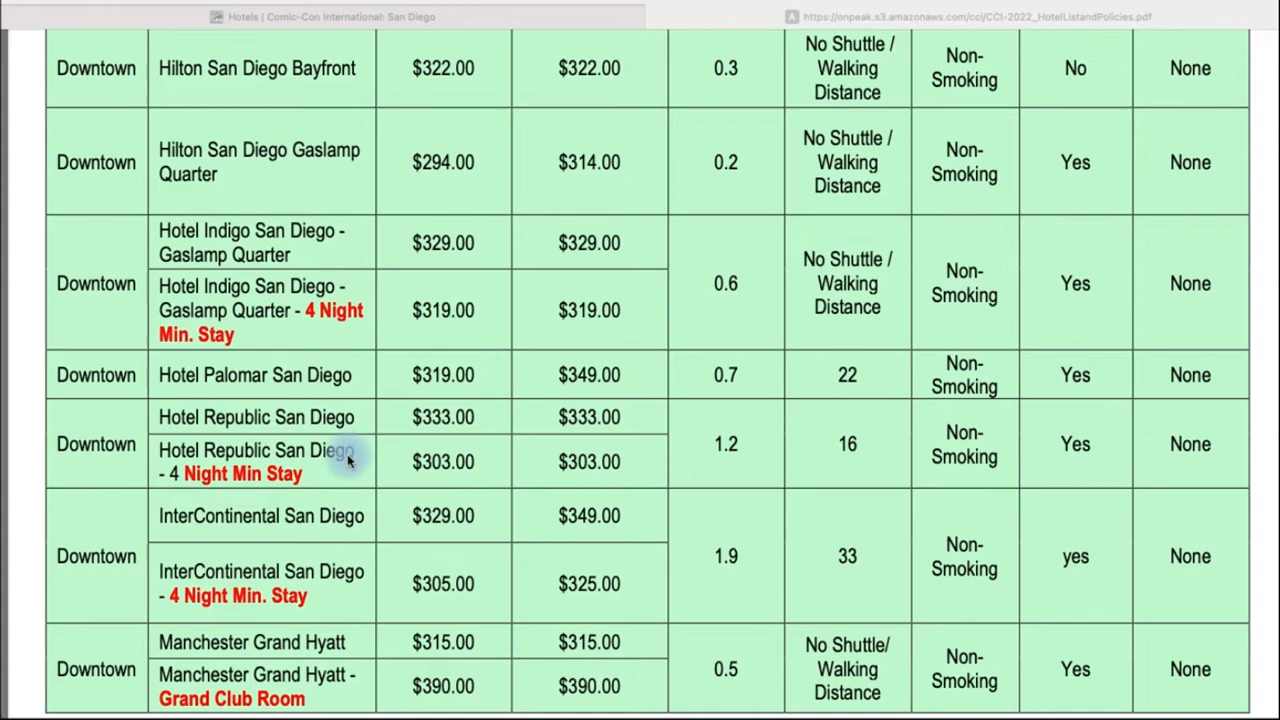 Hotels | Comic-Con International: San Diego
https://onpeak.s3.amazonaws.com/cci/CCI-2022_HotelListandPolicies.pdf
Downtown
Hilton San Diego Bayfront
$322.00
$322.00
0.3
No Shuttle /
Walking
Distance
Non-
Smoking
No
None
Downtown
Hilton San Diego Gaslamp
Quarter
$294.00
$314.00
0.2
No Shuttle /
Walking
Distance
Non-
Smoking
Yes
None
Downtown
Hotel Indigo San Diego -
Gaslamp Quarter
$329.00
$329.00
Hotel Indigo San Diego -
Gaslamp Quarter - 4 Night
Min. Stay
$319.00
$319.00
0.6
No Shuttle /
Walking
Distance
Non-
Smoking
Yes
None
Downtown
Hotel Palomar San Diego
$319.00
$349.00
0.7
22
Non-
Smoking
Yes
None
Downtown
Hotel Republic San Diego
$333.00
$333.00
Hotel Republic San Diego
- 4 Night Min Stay
$303.00
$303.00
1.2
16
Non-
Smoking
Yes
None
Downtown
InterContinental San Diego
$329.00
$349.00
InterContinental San Diego
- 4 Night Min. Stay
$305.00
$325.00
1.9
33
Non-
Smoking
yes
None
Downtown
Manchester Grand Hyatt
$315.00
$315.00
Manchester Grand Hyatt -
Grand Club Room
$390.00
$390.00
0.5
No Shuttle/
Walking
Distance
Non-
Smoking
Yes
None